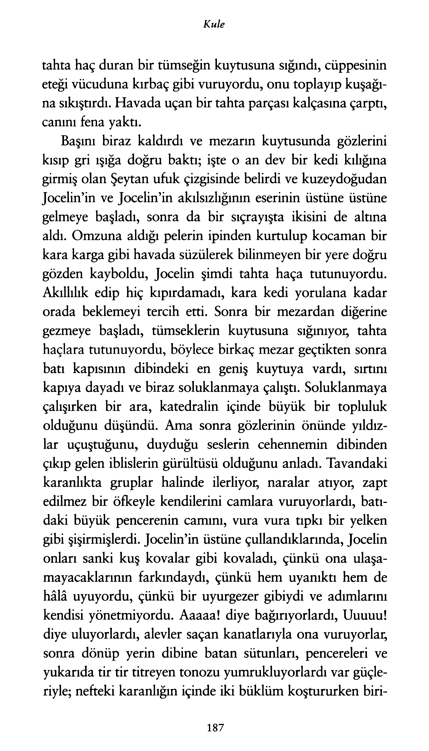 Kule
tahta haç duran bir tümseğin kuytusuna sığındı, cüppesinin
eteği vücuduna kırbaç gibi vuruyordu, onu toplayıp kuşağı-
na sıkıştırdı. Havada uçan bir tahta parçası kalçasına çarptı,
canını fena yaktı.
Başını biraz kaldırdı ve mezarın kuytusunda gözlerini
kısıp gri ışığa doğru baktı; işte o an dev bir kedi kılığına
girmiş olan Şeytan ufuk çizgisinde belirdi ve kuzeydoğudan
Jocelin’in ve Jocelin’in akılsızlığının eserinin üstüne üstüne
gelmeye başladı, sonra da bir sıçrayışta ikisini de altına
aldı. Omzuna aldığı pelerin ipinden kurtulup kocaman bir
kara karga gibi havada süzülerek bilinmeyen bir yere doğru
gözden kayboldu, Jocelin şimdi tahta haça tutunuyordu.
Akıllılık edip hiç kıpırdamadı, kara kedi yorulana kadar
orada beklemeyi tercih etti. Sonra bir mezardan diğerine
gezmeye başladı, tümseklerin kuytusuna sığınıyor, tahta
haçlara tutunuyordu, böylece birkaç mezar geçtikten sonra
batı kapısının dibindeki en geniş kuytuya vardı, sırtını
kapıya dayadı ve biraz soluklanmaya çalıştı. Soluklanmaya
çalışırken bir ara, katedralin içinde büyük bir topluluk
olduğunu düşündü. Ama sonra gözlerinin önünde yıldız-
lar uçuştuğunu, duyduğu seslerin cehennemin dibinden
çıkıp gelen iblislerin gürültüsü olduğunu anladı. Tavandaki
karanlıkta gruplar halinde ilerliyor, naralar atıyor, zapt
edilmez bir öfkeyle kendilerini camlara vuruyorlardı, batı-
daki büyük pencerenin camını, vura vura tıpkı bir yelken
gibi şişirmişlerdi. Jocelin’in üstüne çullandıklarında, Jocelin
onları sanki kuş kovalar gibi kovaladı, çünkü ona ulaşa-
mayacaklarının farkındaydı, çünkü hem uyanıktı hem de
hâlâ uyuyordu, çünkü bir uyurgezer gibiydi ve adımlarını
kendisi yönetmiyordu. Aaaaa! diye bağırıyorlardı, Uuuuu!
diye uluyorlardı, alevler saçan kanatlarıyla ona vuruyorlar,
sonra dönüp yerin dibine batan sütunları, pencereleri ve
yukarıda tir tir titreyen tonozu yumrukluyorlardı var güçle-
riyle; nefteki karanlığın içinde iki büklüm koştururken biri-
187